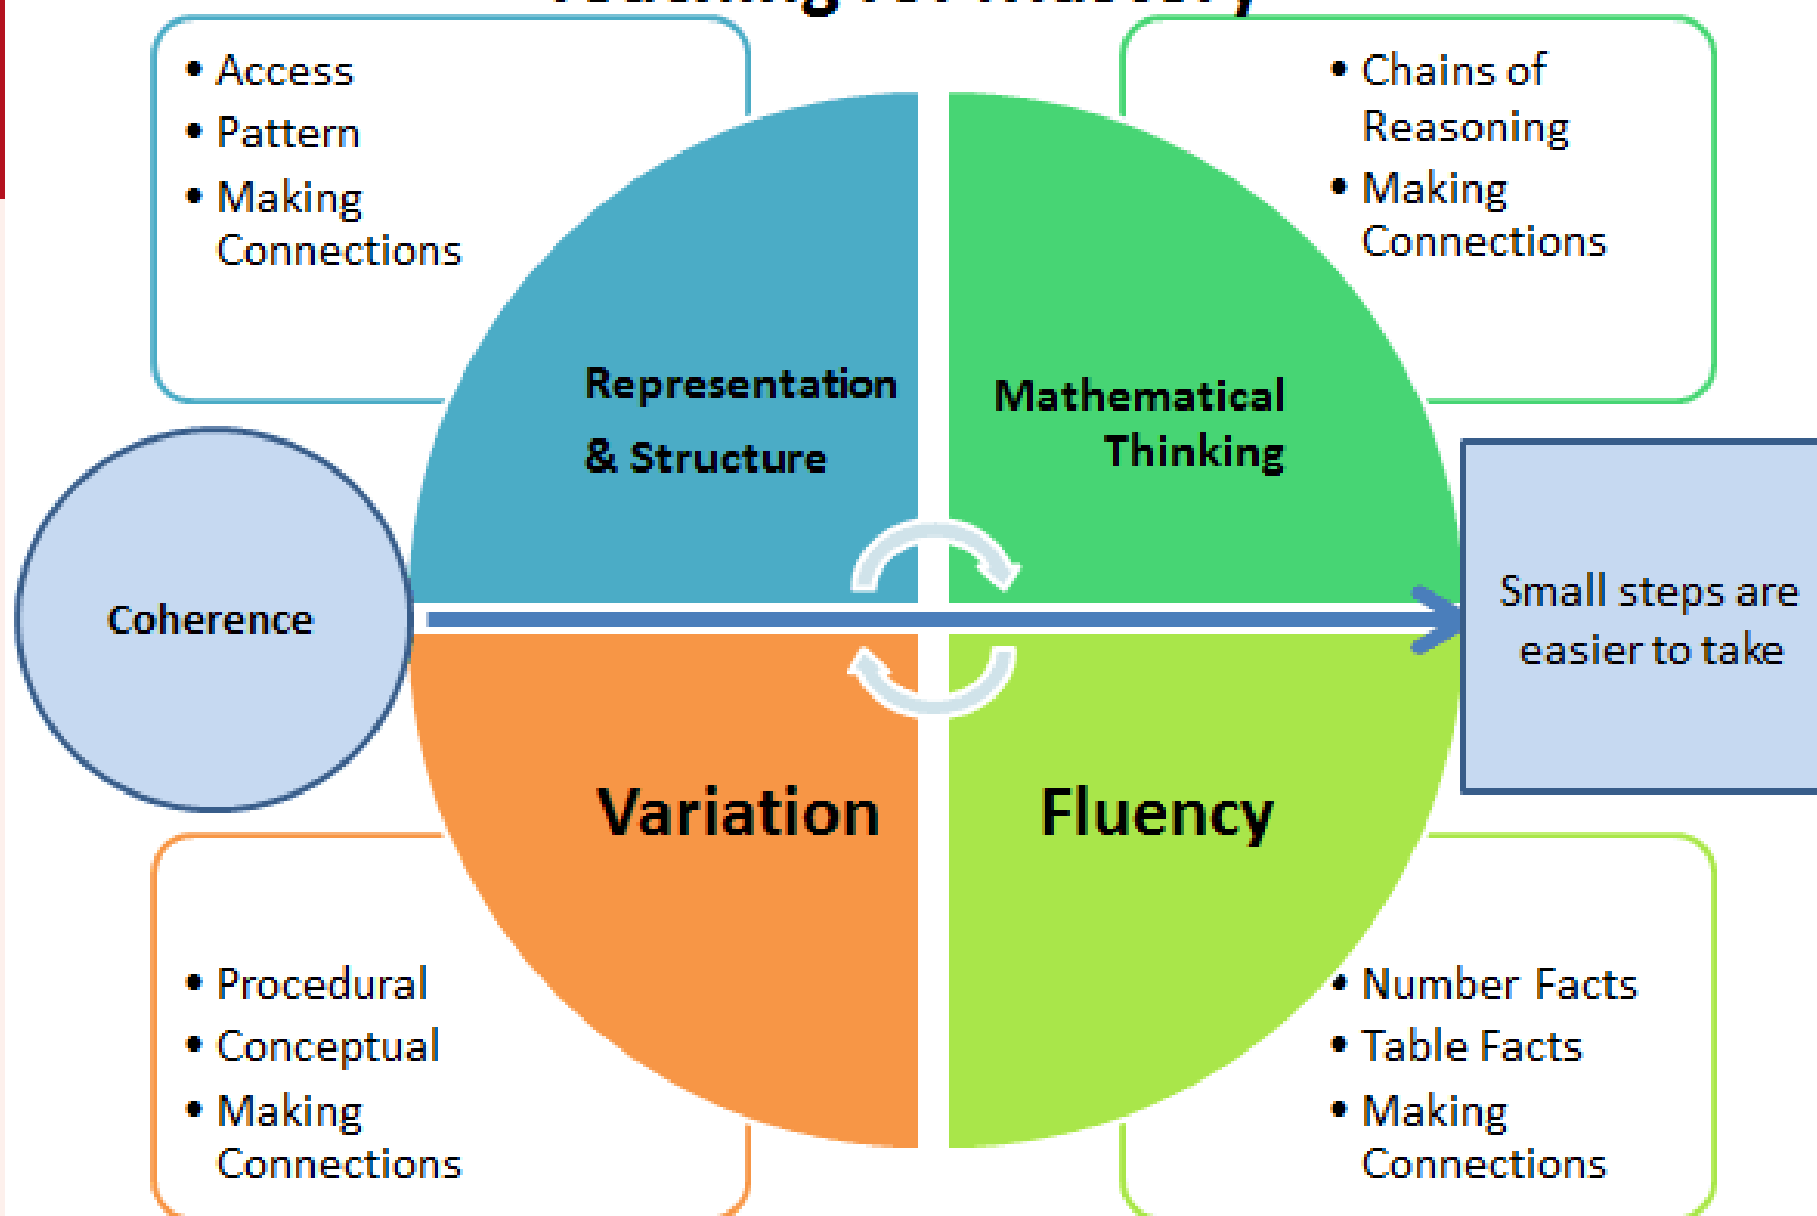 • Access
• Pattern
• Making
Connections
• Chains of
Reasoning
• Making
Connections
Representation
& Structure
Mathematical
Thinking
Coherence
Small steps are
easier to take
Variation
Fluency
• Procedural
• Conceptual
• Making
Connections
• Number Facts
• Table Facts
• Making
Connections